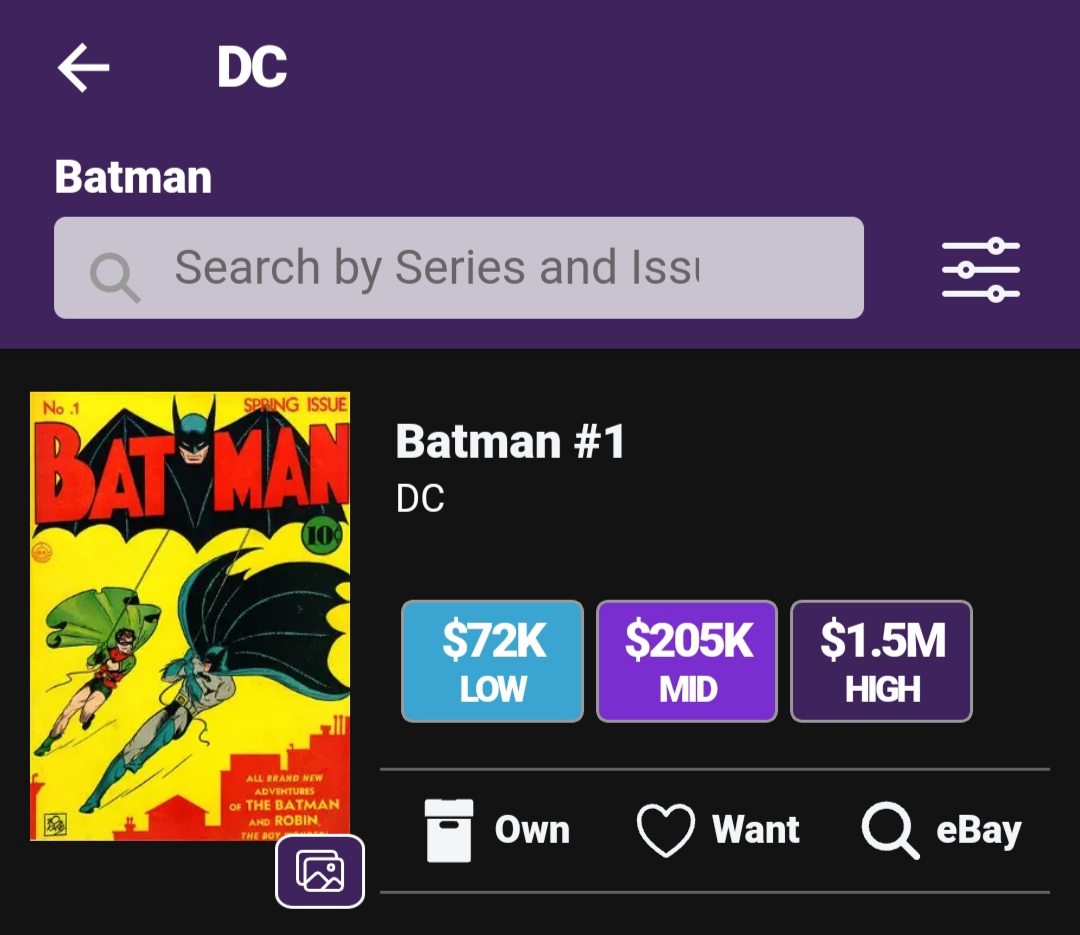 DC
Batman
Search by Series and Issu
No .1
SPRING ISSUE
BATMAN
10¢
Batman #1
DC
$72K
LOW
$205K
MID
$1.5M
HIGH
ALL BRAND NEW
ADVENTURES
OF THE BATMAN
AND ROBIN,
THE BOY WONDER!
Own
Want
eBay